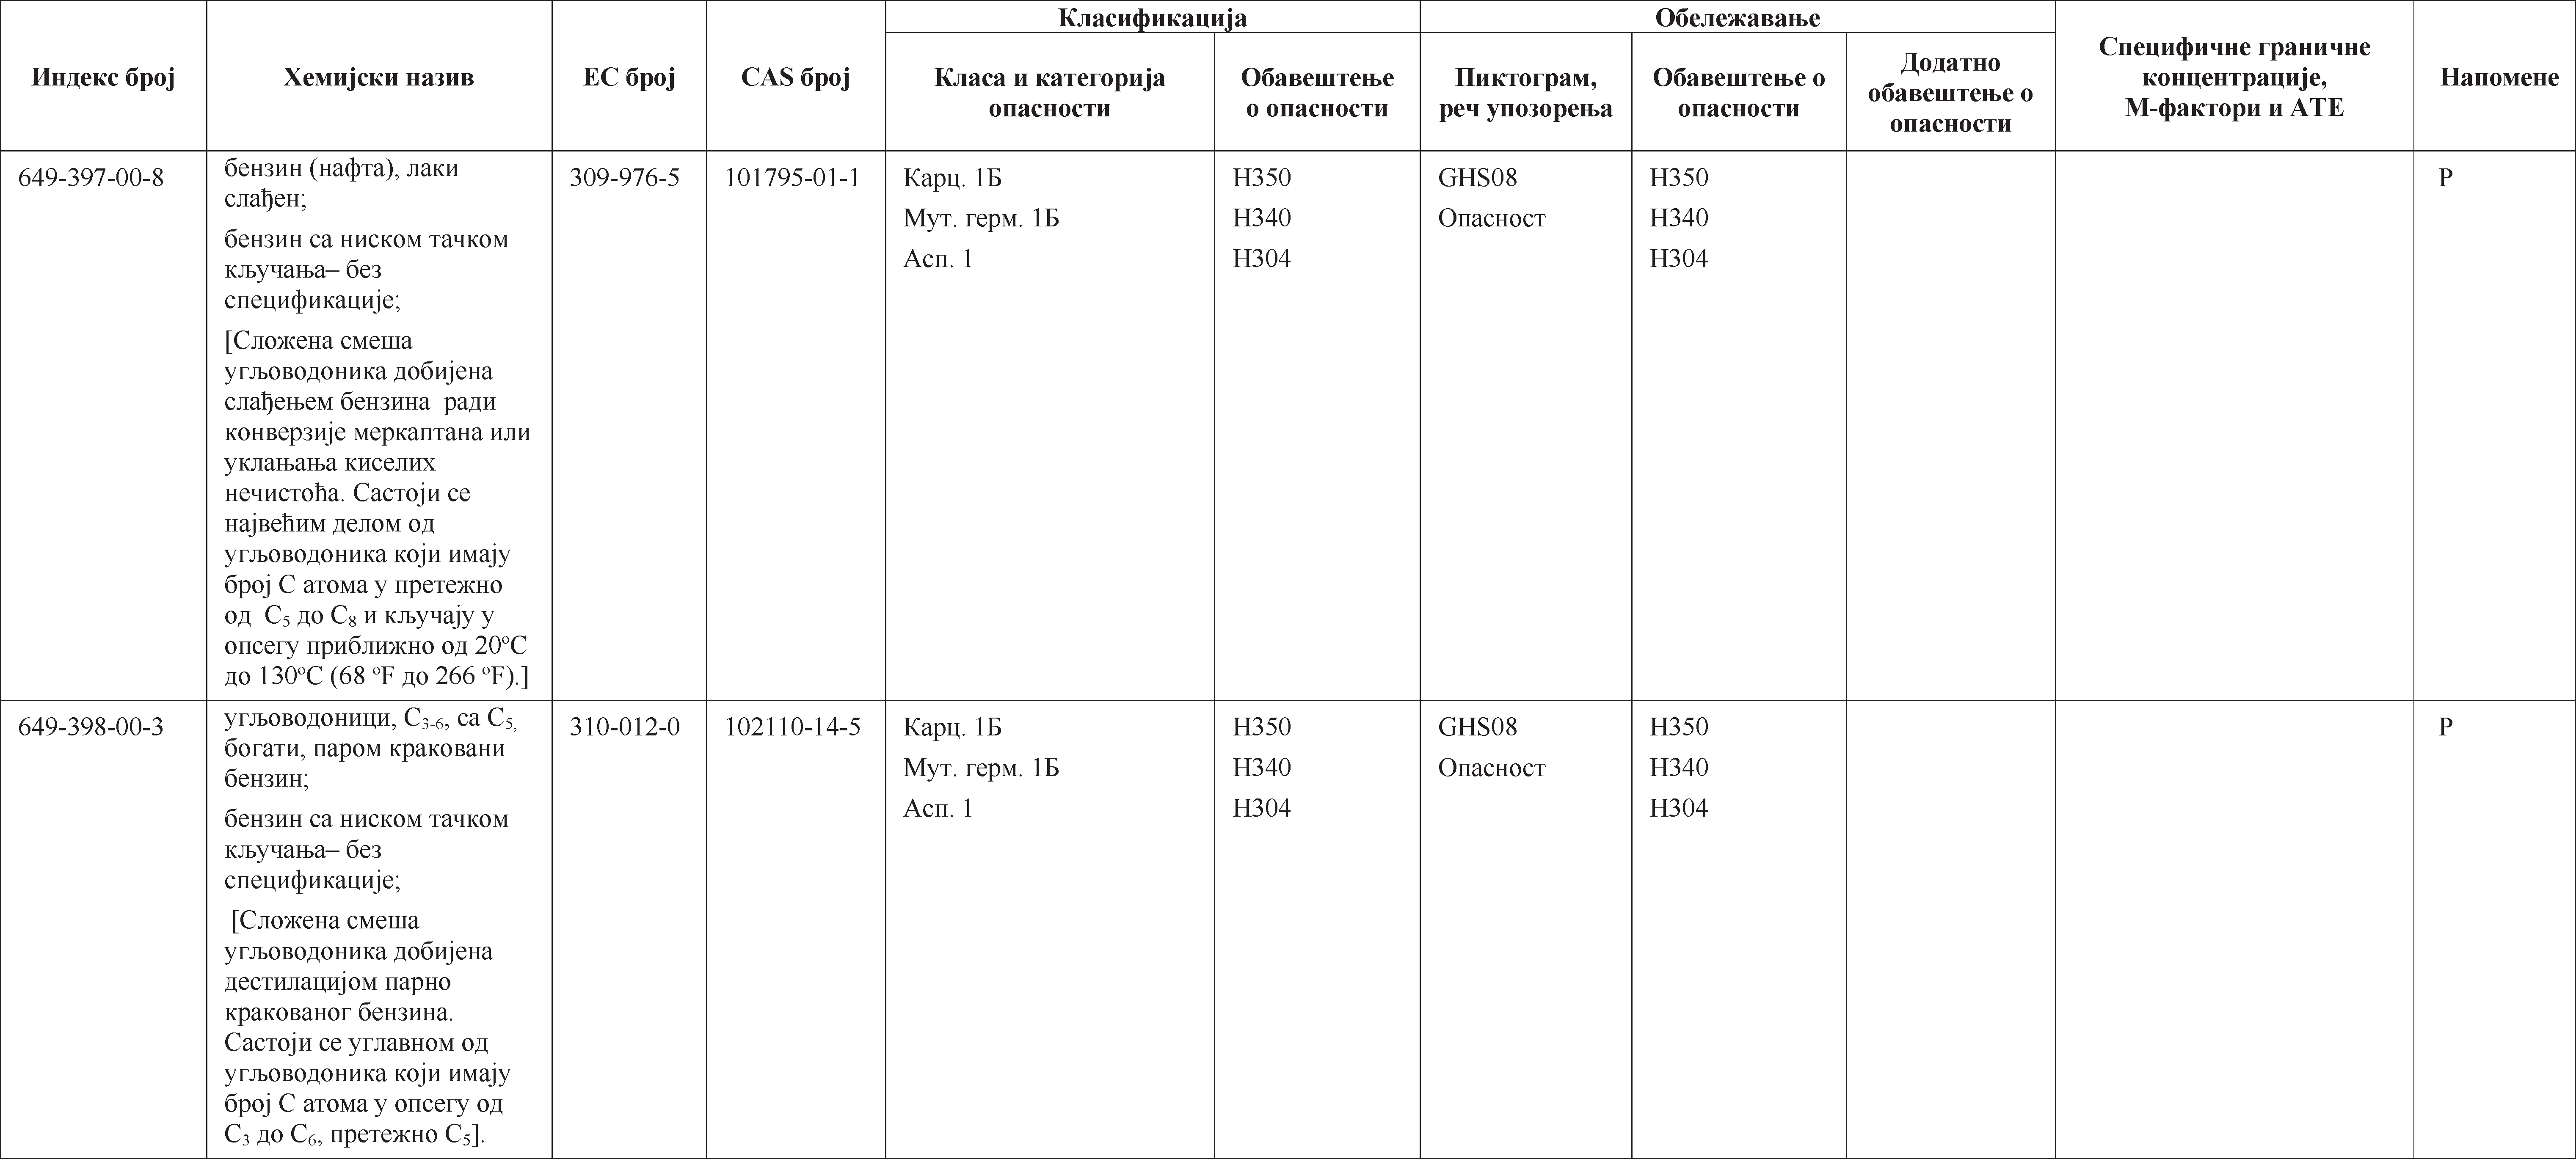 Индекс број
Хемијски назив
ЕС број
CAS број
Класификација
Класа и категорија
опасности
Обавештење
о опасности
Обележавање
Пиктограм,
реч упозорења
Обавештење о
опасности
Додатно
обавештење о
опасности
Специфичне граничне
концентрације,
М-фактори и АТЕ
Напомене
649-397-00-8
бензин (нафта), лаки
слађен;
бензин са ниском тачком
кључања– без
спецификације;
[Сложена смеша
угљоводоника добијена
слађењем бензина  ради
конверзије меркаптана или
уклањања киселих
нечистоћа. Састоји се
највећим делом од
угљоводоника који имају
број С атома у претежно
од  C₅ до C₈ и кључају у
опсегу приближно од 20ºC
до 130ºC (68 ºF до 266 ºF).]
309-976-5
101795-01-1
Карц. 1Б
Мут. герм. 1Б
Асп. 1
H350
H340
H304
GHS08
Опасност
H350
H340
H304
P
649-398-00-3
угљоводоници, C₃₋₆, са C₅,
богати, паром краковани
бензин;
бензин са ниском тачком
кључања– без
спецификације;
[Сложена смеша
угљоводоника добијена
дестилацијом парно
кракованог бензина.
Састоји се углавном од
угљоводоника који имају
број С атома у опсегу од
C₃ до C₆, претежно C₅].
310-012-0
102110-14-5
Карц. 1Б
Мут. герм. 1Б
Асп. 1
H350
H340
H304
GHS08
Опасност
H350
H340
H304
P